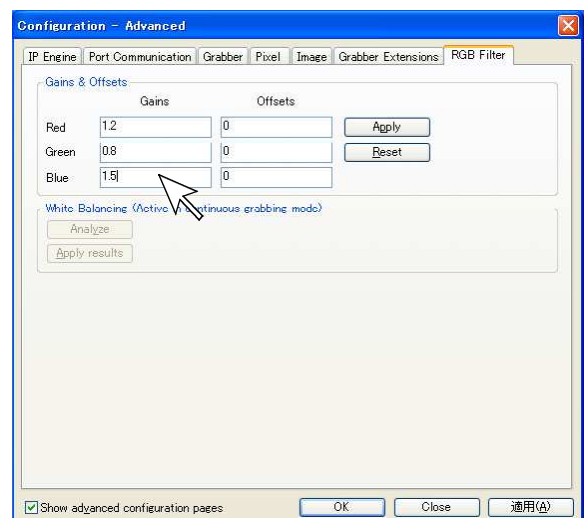 Configuration - Advanced
IP Engine Port Communication Grabber Pixel Image Grabber Extensions RGB Filter
Gains & Offsets
Gains Offsets
Red 1.2 0 Apply
Green 0.8 0 Reset
Blue 1.5 0
White Balancing (Active in continuous grabbing mode)
Analyze
Apply results
Show advanced configuration pages OK Close 適用(A)